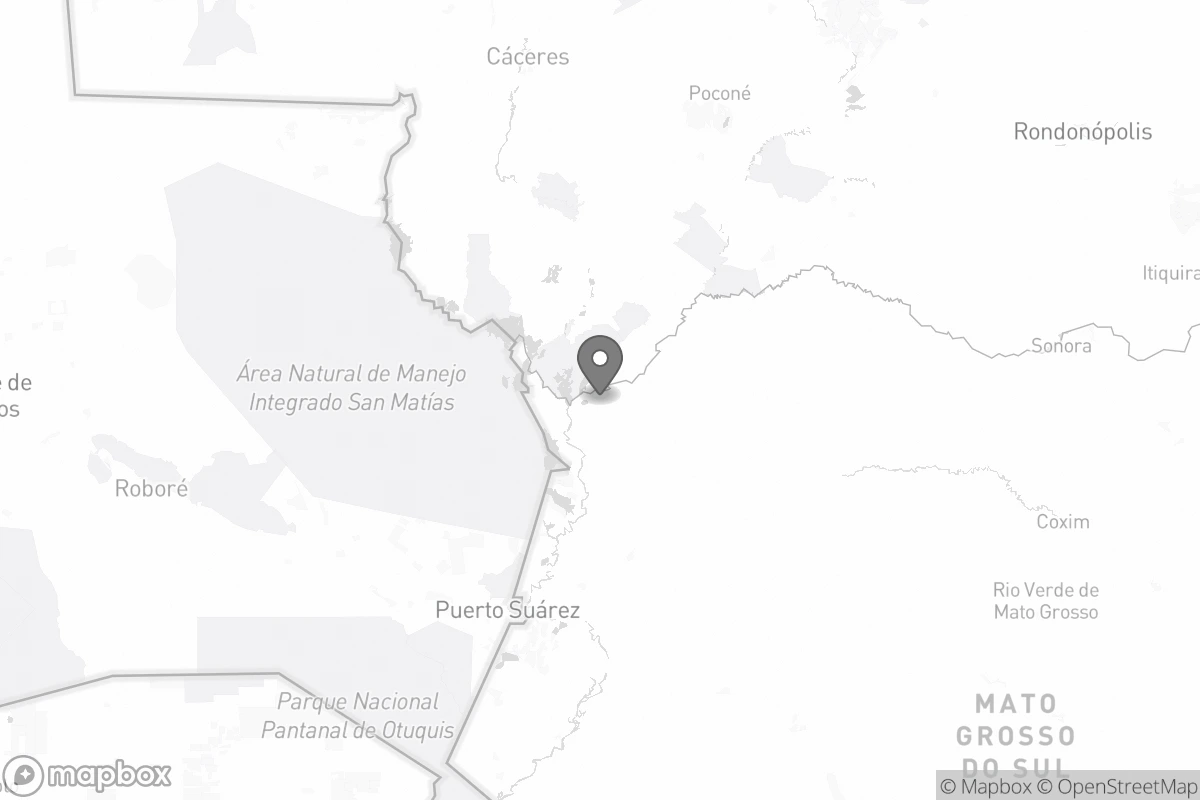 Cáceres
Poconé
Rondonópolis
Itiquira
Sonora
Área Natural de Manejo
Integrado San Matías
de
os
Roboré
Coxim
Rio Verde de
Mato Grosso
Puerto Suárez
Parque Nacional
Pantanal de Otuquis
MATO
GROSSO
DO SUL
mapbox
© Mapbox © OpenStreetMap